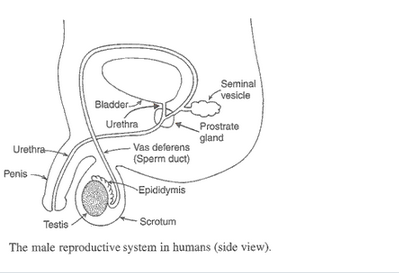 Seminal
vesicle
Bladder
Urethra
Prostrate
gland
Urethra
Vas deferens
(Sperm duct)
Penis
Epididymis
Testis
Scrotum
The male reproductive system in humans (side view).